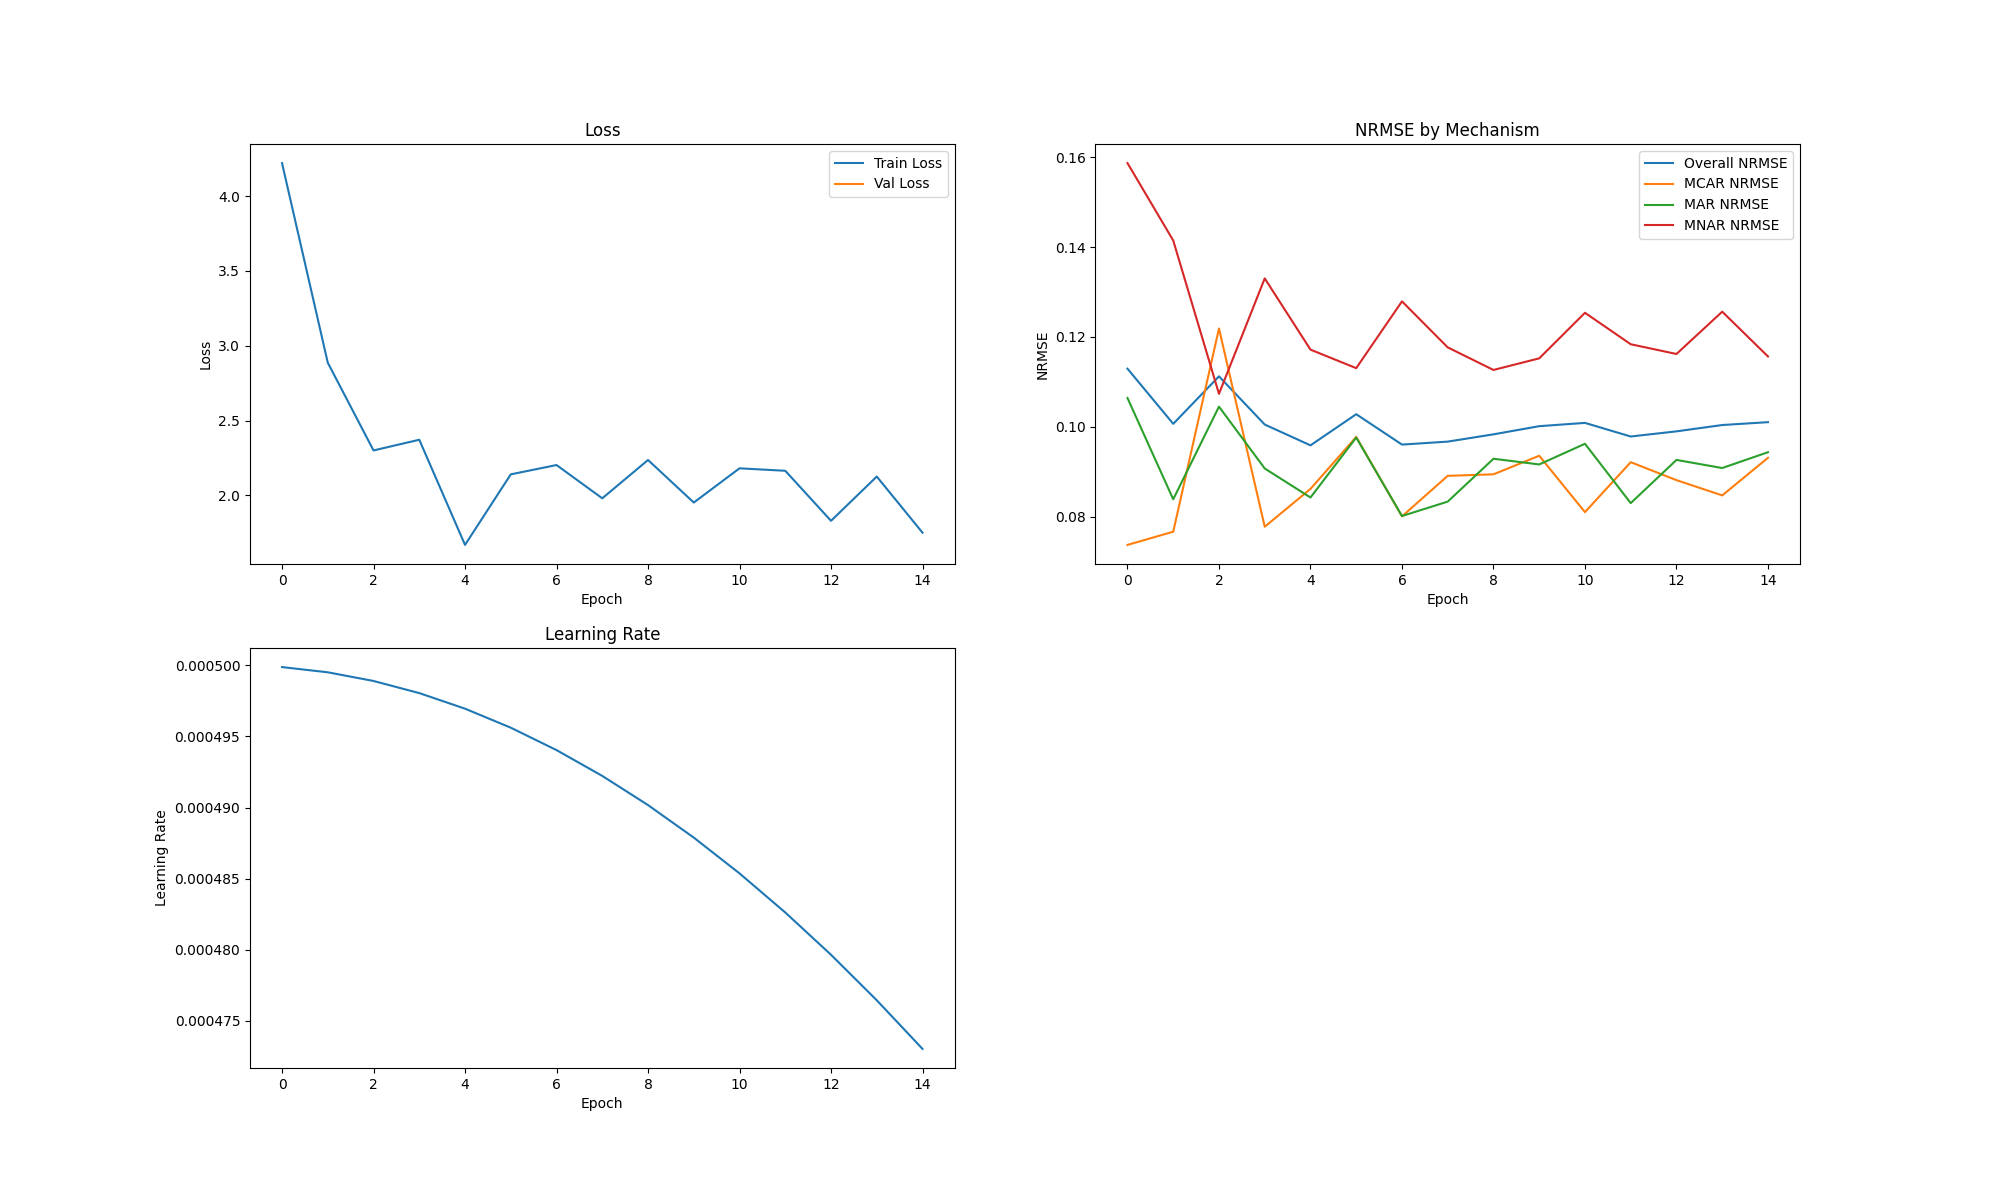 Loss
Train Loss
Val Loss
4.0
3.5
3.0
2.5
2.0
Loss
0 2 4 6 8 10 12 14
Epoch
NRMSE by Mechanism
Overall NRMSE
MCAR NRMSE
MAR NRMSE
MNAR NRMSE
0.16
0.14
0.12
0.10
0.08
NRMSE
0 2 4 6 8 10 12 14
Epoch
Learning Rate
0.000500
0.000495
0.000490
0.000485
0.000480
0.000475
Learning Rate
0 2 4 6 8 10 12 14
Epoch